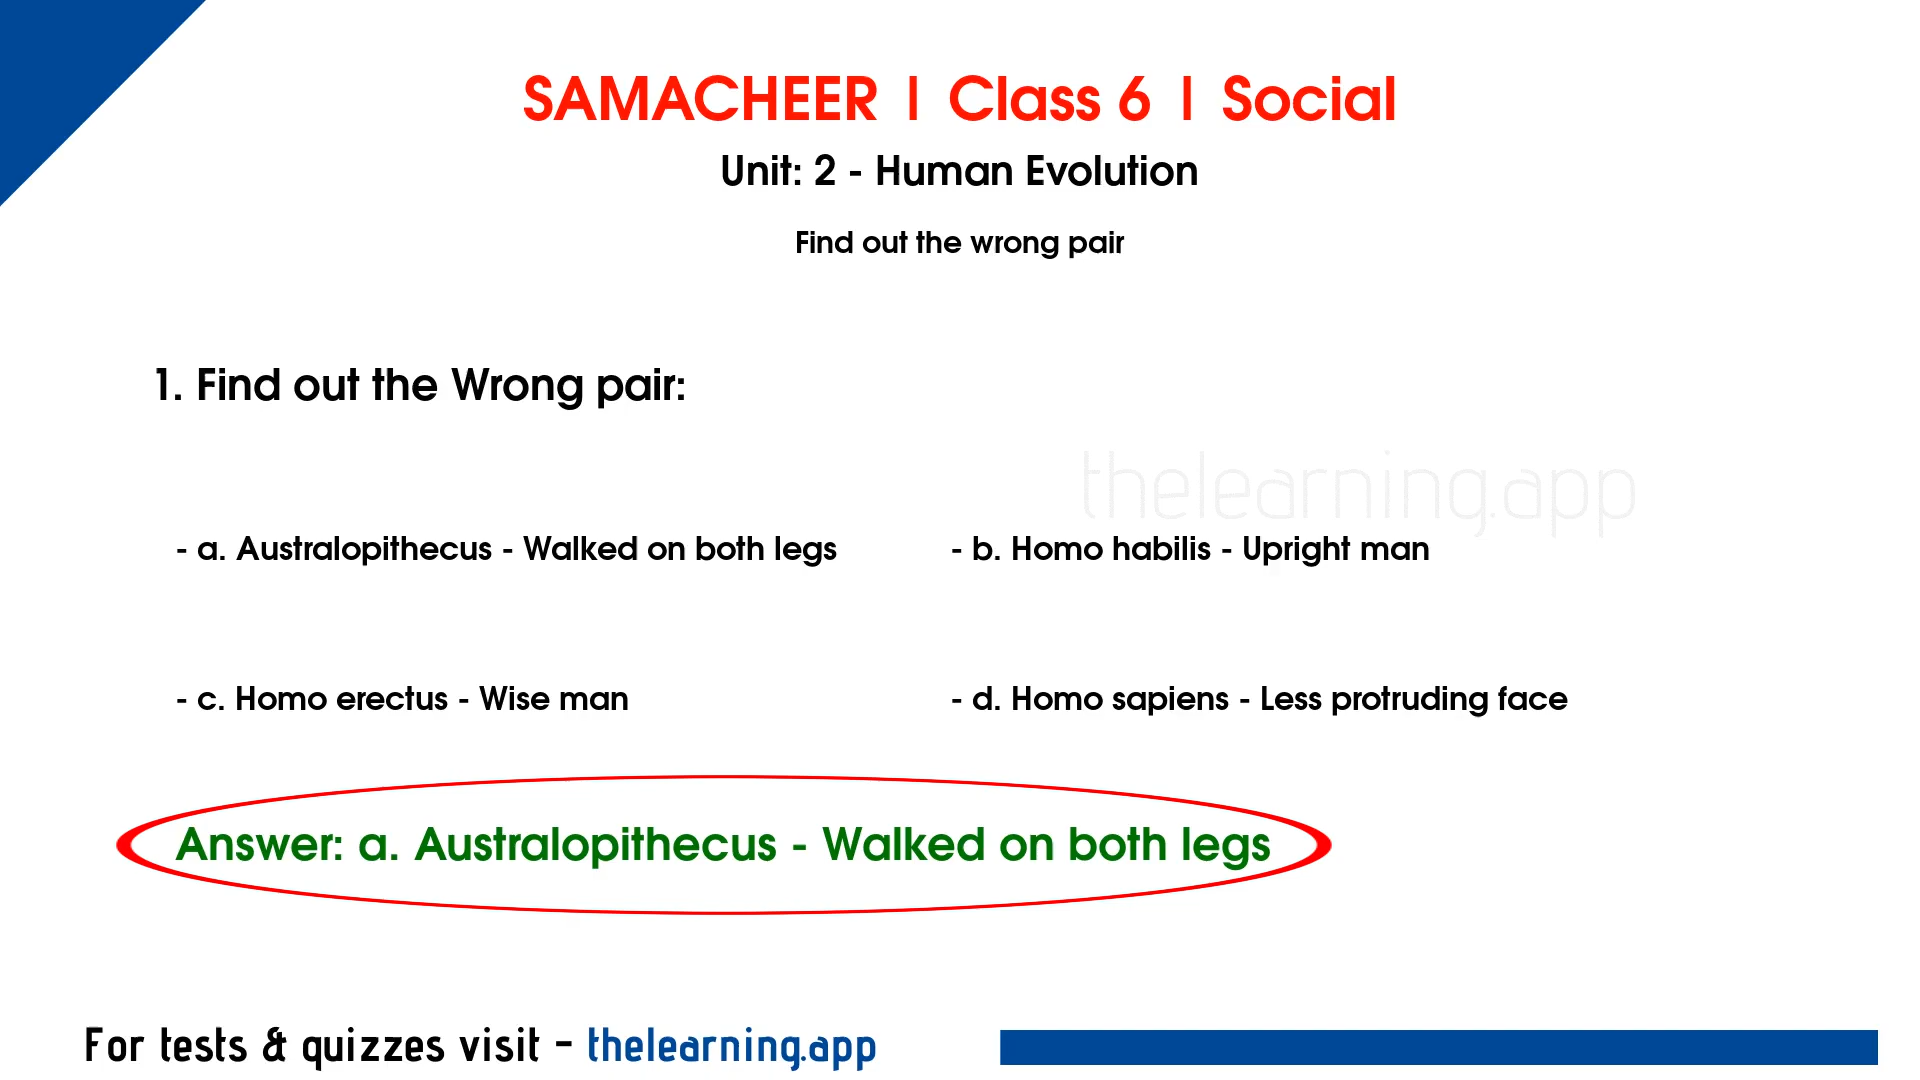 SAMACHEER | Class 6 | Social
Unit: 2 - Human Evolution
Find out the wrong pair
1. Find out the Wrong pair:
thelearning.app
- a. Australopithecus - Walked on both legs
- b. Homo habilis - Upright man
- c. Homo erectus - Wise man
- d. Homo sapiens - Less protruding face
Answer: a. Australopithecus - Walked on both legs
For tests & quizzes visit - thelearning.app